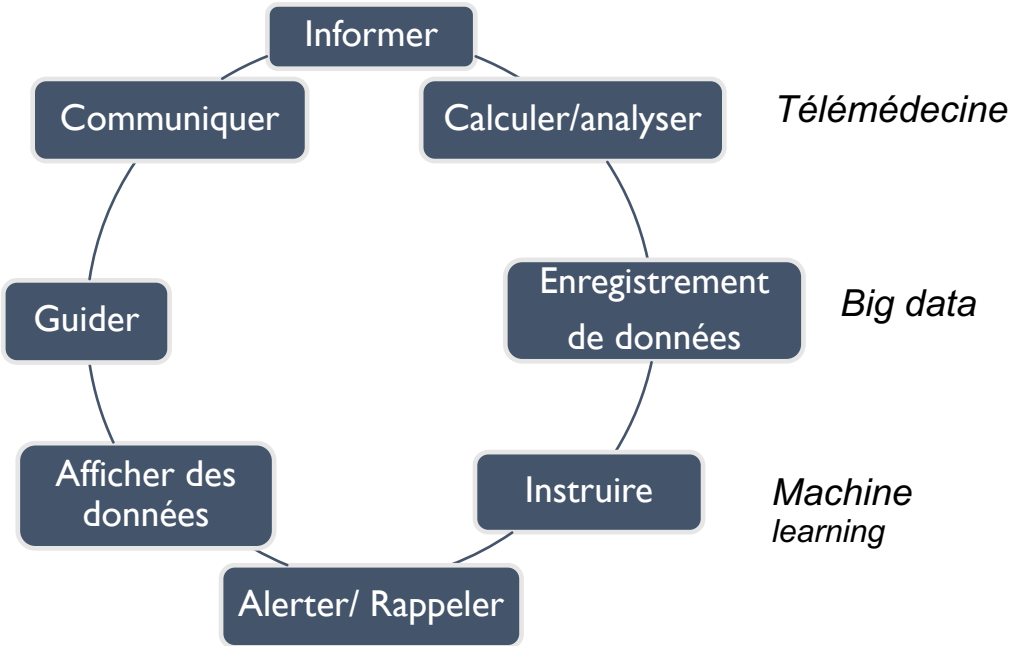 Informer
Communiquer
Calculer/analyser
Télémédecine
Guider
Enregistrement
de données
Big data
Afficher des
données
Instruire
Machine
learning
Alerter/ Rappeler